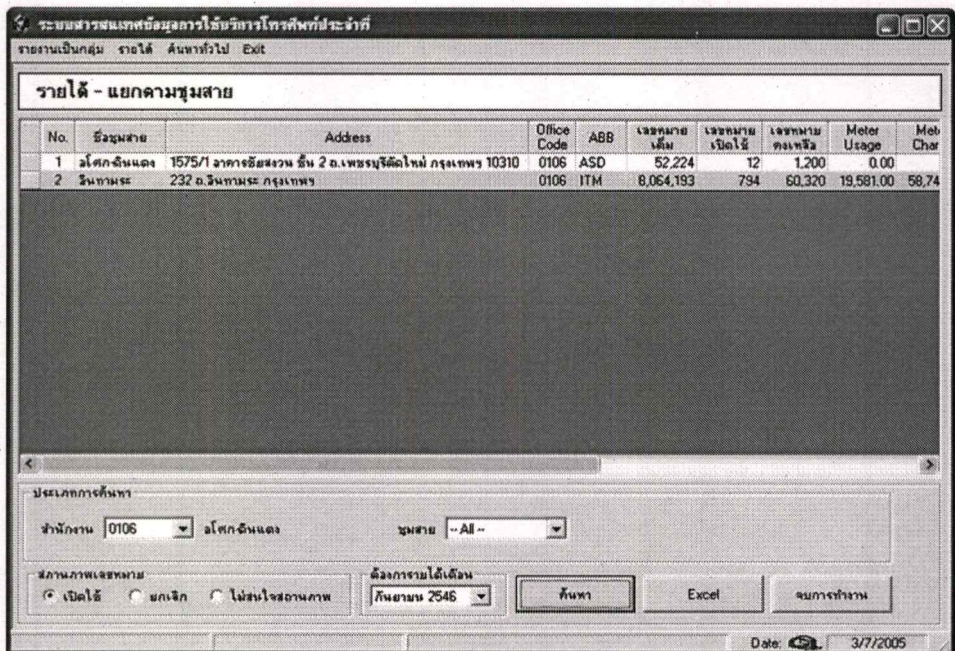 ระบบสารสนเทศข้อมูลการใช้บริการโทรศัพท์ประจำที่
รายงานเป็นกลุ่ม รายได้ ค้นหาทั่วไป Exit
รายได้ - แยกตามชุมสาย
No. ชื่อชุมสาย Address Office Code ABB เลขหมายเต็ม เลขหมายเปิดใช้ เลขหมายคงเหลือ Meter Usage Char
1 อโศก-ดินแดง 1575/1 อาคารชัยสงวน ชั้น 2 ถ.เพชรบุรีตัดใหม่ กรุงเทพฯ 10310 0106 ASD 52,224 12 1,200 0.00
2 อินทามระ 232 ถ.อินทามระ กรุงเทพฯ 0106 ITM 8,064,193 794 60,320 19,581.00 58,74
ประเภทการค้นหา
สำนักงาน 0106 อโศก-ดินแดง ชุมสาย -- All --
สถานภาพเลขหมาย ต้องการรายได้เดือน
เปิดใช้ ยกเลิก ไม่สนใจสถานภาพ กันยายน 2546 ค้นหา Excel จบการทำงาน
Date: 3/7/2005